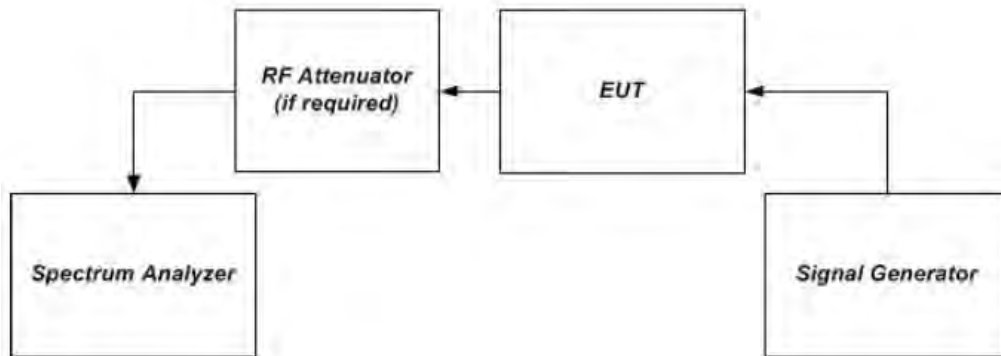 RF Attenuator
(if required)
EUT
Spectrum Analyzer
Signal Generator